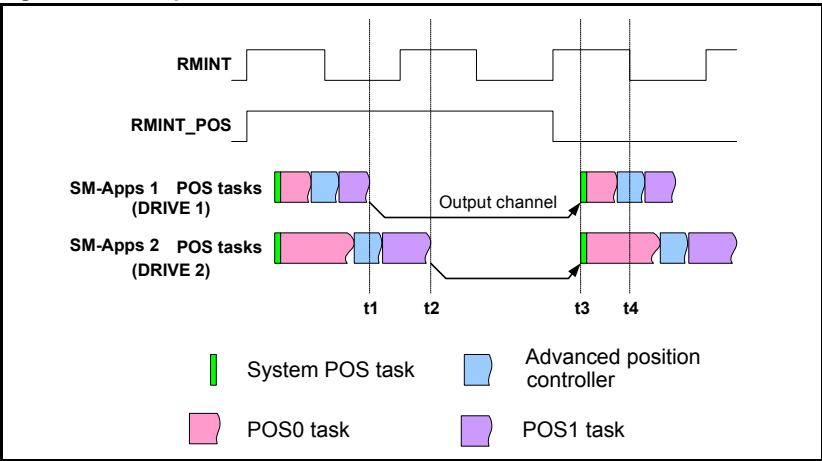 RMINT
RMINT_POS
SM-Apps 1 POS tasks
(DRIVE 1)
Output channel
SM-Apps 2 POS tasks
(DRIVE 2)
t1 t2 t3 t4
System POS task
Advanced position
controller
POS0 task
POS1 task